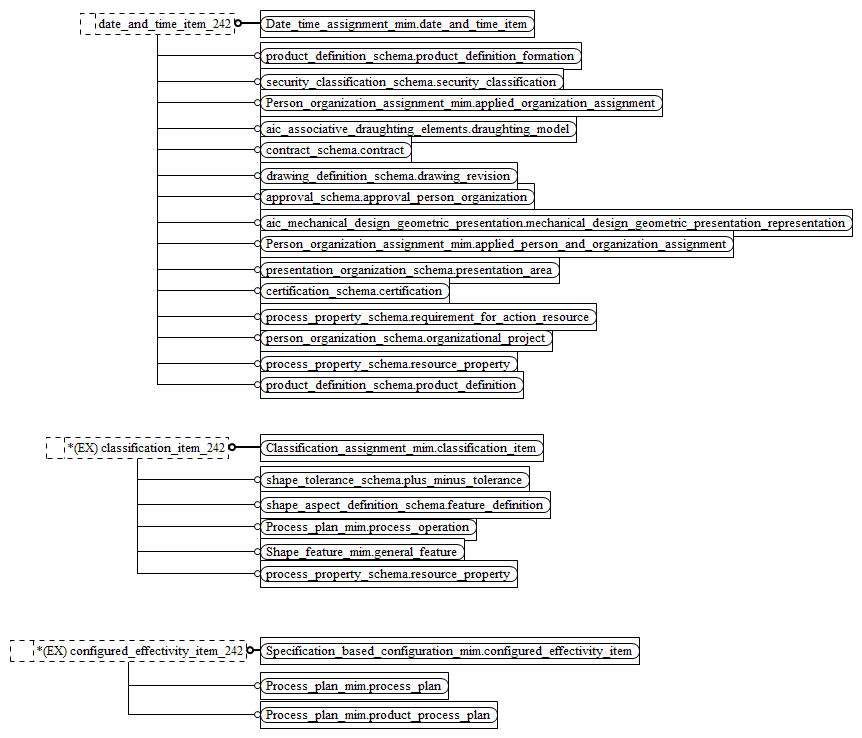 date_and_time_item_242
Date_time_assignment_mim.date_and_time_item
product_definition_schema.product_definition_formation
security_classification_schema.security_classification
Person_organization_assignment_mim.applied_organization_assignment
aic_associative_draughting_elements.draughting_model
contract_schema.contract
drawing_definition_schema.drawing_revision
approval_schema.approval_person_organization
aic_mechanical_design_geometric_presentation.mechanical_design_geometric_presentation_representation
Person_organization_assignment_mim.applied_person_and_organization_assignment
presentation_organization_schema.presentation_area
certification_schema.certification
process_property_schema.requirement_for_action_resource
person_organization_schema.organizational_project
process_property_schema.resource_property
product_definition_schema.product_definition
*(EX) classification_item_242
Classification_assignment_mim.classification_item
shape_tolerance_schema.plus_minus_tolerance
shape_aspect_definition_schema.feature_definition
Process_plan_mim.process_operation
Shape_feature_mim.general_feature
process_property_schema.resource_property
*(EX) configured_effectivity_item_242
Specification_based_configuration_mim.configured_effectivity_item
Process_plan_mim.process_plan
Process_plan_mim.product_process_plan